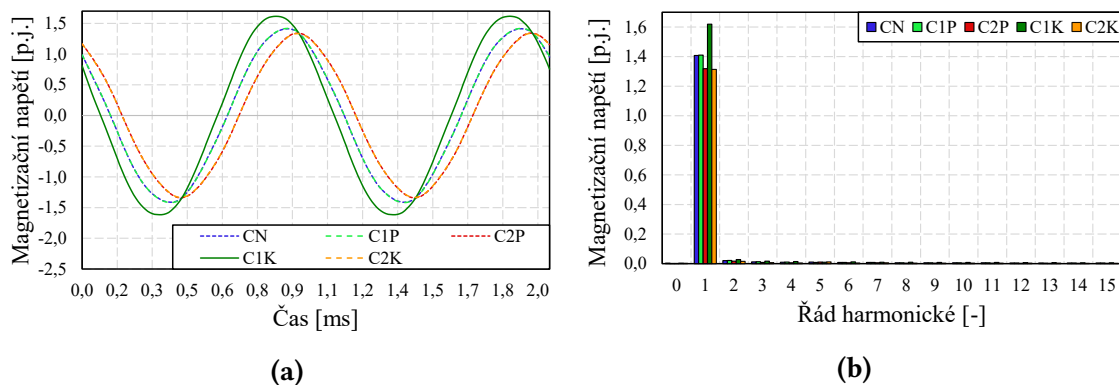 Magnetizační napětí [p.j.]
1,5
1,0
0,5
0,0
-0,5
-1,0
-1,5
-2,0
-2,5
CN C1P C2P
C1K C2K
0,0 0,2 0,3 0,5 0,6 0,8 0,9 1,1 1,2 1,4 1,5 1,7 1,8 2,0
Čas [ms]
(a)
Magnetizační napětí [p.j.]
CN C1P C2P C1K C2K
1,6
1,4
1,2
1,0
0,8
0,6
0,4
0,2
0,0
0 1 2 3 4 5 6 7 8 9 10 11 12 13 14 15
Řád harmonické [-]
(b)